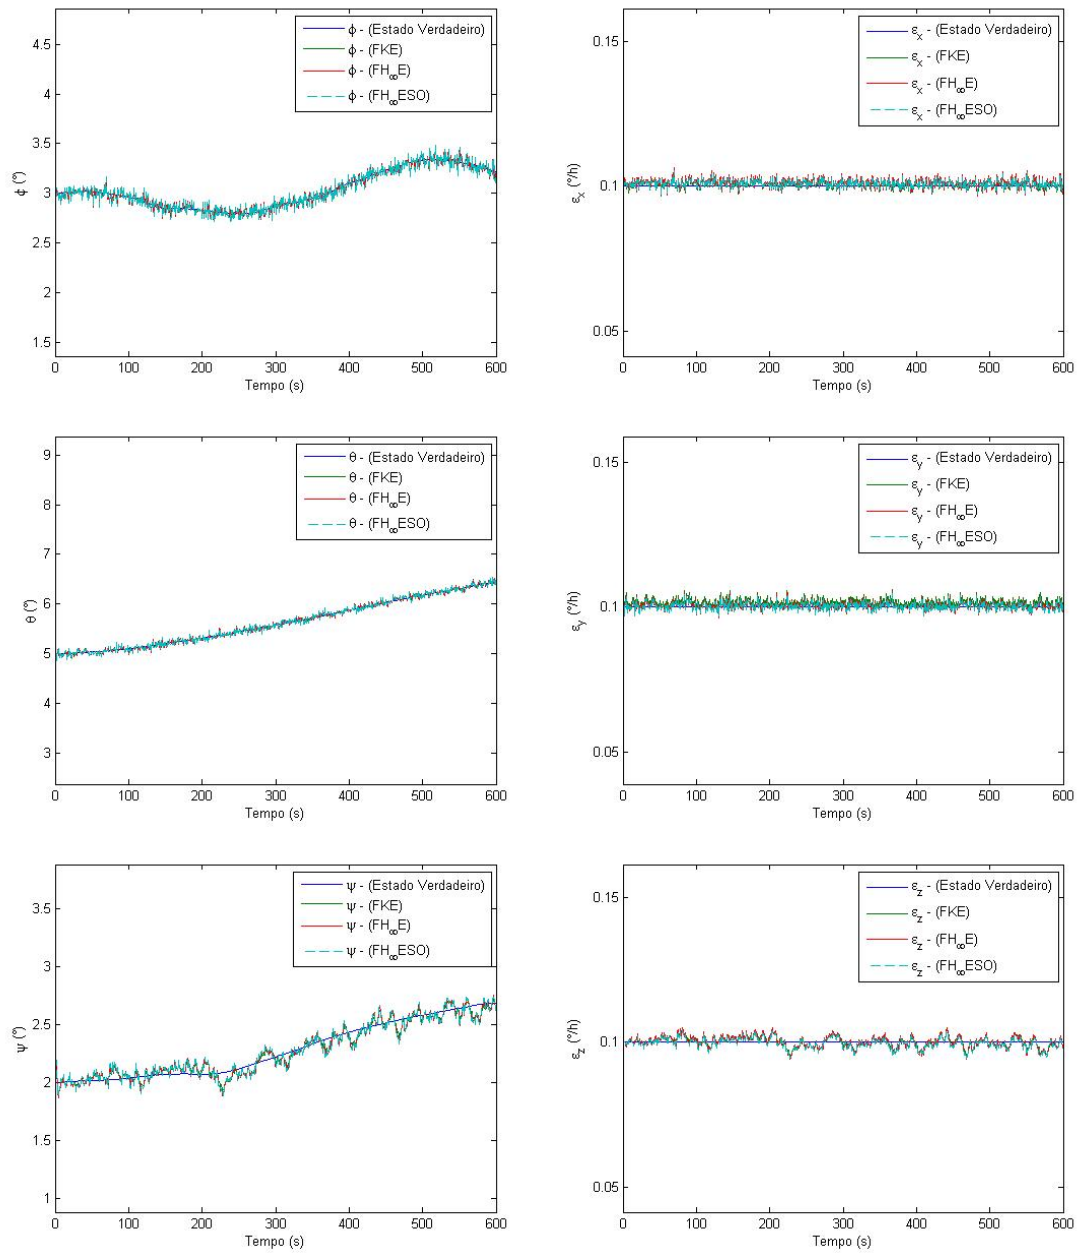 4.5
4
3.5
3
2.5
2
1.5
ϕ (°)
0 100 200 300 400 500 600
Tempo (s)
ϕ - (Estado Verdadeiro)
ϕ - (FKE)
ϕ - (FH∞E)
ϕ - (FH∞ESO)
0.15
0.1
0.05
εx (°/h)
0 100 200 300 400 500 600
Tempo (s)
εx - (Estado Verdadeiro)
εx - (FKE)
εx - (FH∞E)
εx - (FH∞ESO)
9
8
7
6
5
4
3
θ (°)
0 100 200 300 400 500 600
Tempo (s)
θ - (Estado Verdadeiro)
θ - (FKE)
θ - (FH∞E)
θ - (FH∞ESO)
0.15
0.1
0.05
εy (°/h)
0 100 200 300 400 500 600
Tempo (s)
εy - (Estado Verdadeiro)
εy - (FKE)
εy - (FH∞E)
εy - (FH∞ESO)
3.5
3
2.5
2
1.5
1
ψ (°)
0 100 200 300 400 500 600
Tempo (s)
ψ - (Estado Verdadeiro)
ψ - (FKE)
ψ - (FH∞E)
ψ - (FH∞ESO)
0.15
0.1
0.05
εz (°/h)
0 100 200 300 400 500 600
Tempo (s)
εz - (Estado Verdadeiro)
εz - (FKE)
εz - (FH∞E)
εz - (FH∞ESO)